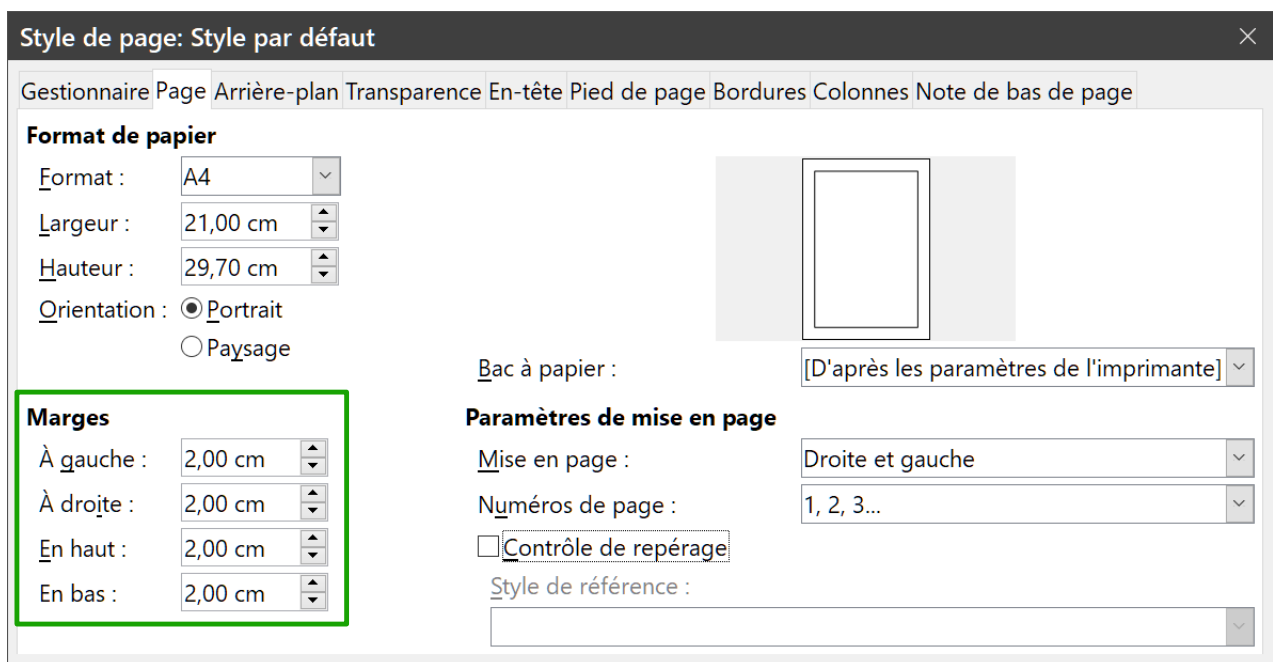 Style de page: Style par défaut
Gestionnaire Page Arrière-plan Transparence En-tête Pied de page Bordures Colonnes Note de bas de page
Format de papier
Format : A4
Largeur : 21,00 cm
Hauteur : 29,70 cm
Orientation : Portrait
Paysage
Bac à papier : [D'après les paramètres de l'imprimante]
Marges
À gauche : 2,00 cm
À droite : 2,00 cm
En haut : 2,00 cm
En bas : 2,00 cm
Paramètres de mise en page
Mise en page : Droite et gauche
Numéros de page : 1, 2, 3...
Contrôle de repérage
Style de référence :